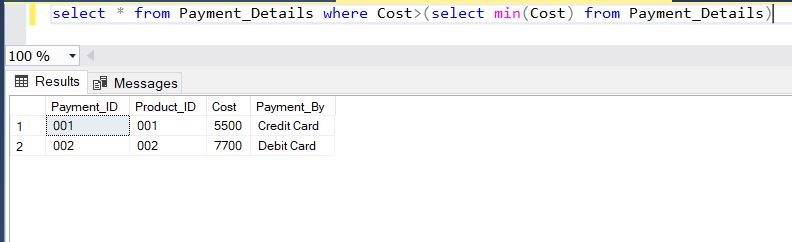 select * from Payment_Details where Cost>(select min(Cost) from Payment_Details)
100 %
Results Messages
Payment_ID Product_ID Cost Payment_By
1 001 001 5500 Credit Card
2 002 002 7700 Debit Card